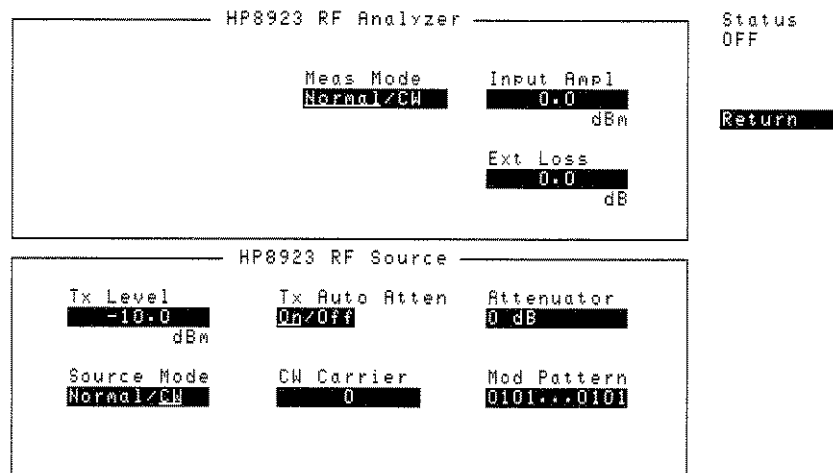 HP8923 RF Analyzer
Status
OFF
Meas Mode
Normal/CW
Input Ampl
0.0
dBm
Return
Ext Loss
0.0
dB
HP8923 RF Source
Tx Level
-10.0
dBm
Tx Auto Atten
On/Off
Attenuator
0 dB
Source Mode
Normal/CW
CW Carrier
0
Mod Pattern
0101...0101